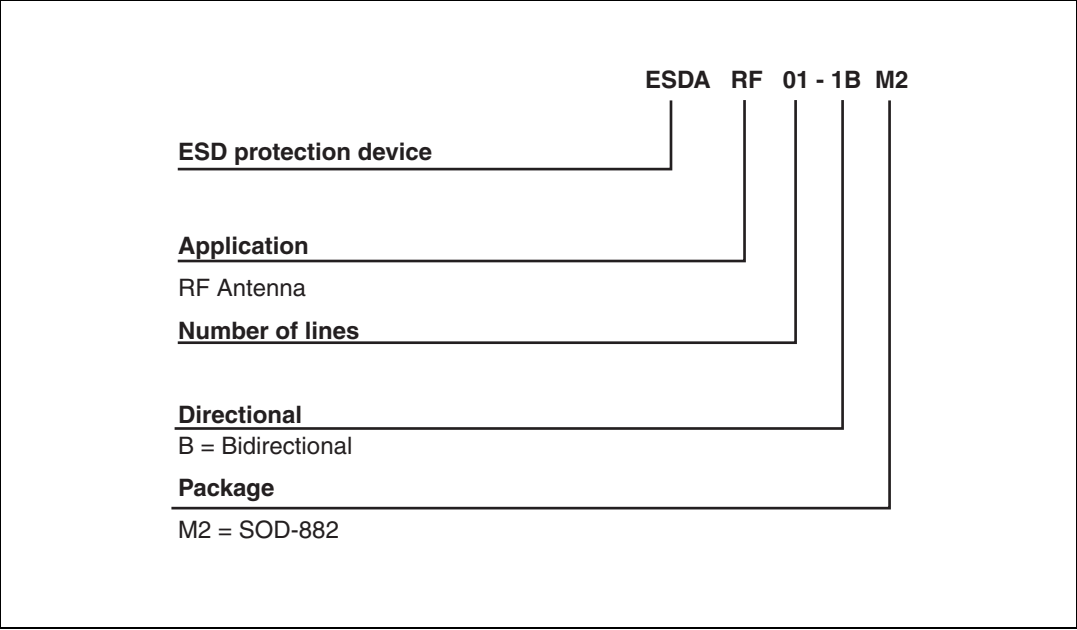 ESDA RF 01 - 1B M2
ESD protection device
Application
RF Antenna
Number of lines
Directional
B = Bidirectional
Package
M2 = SOD-882